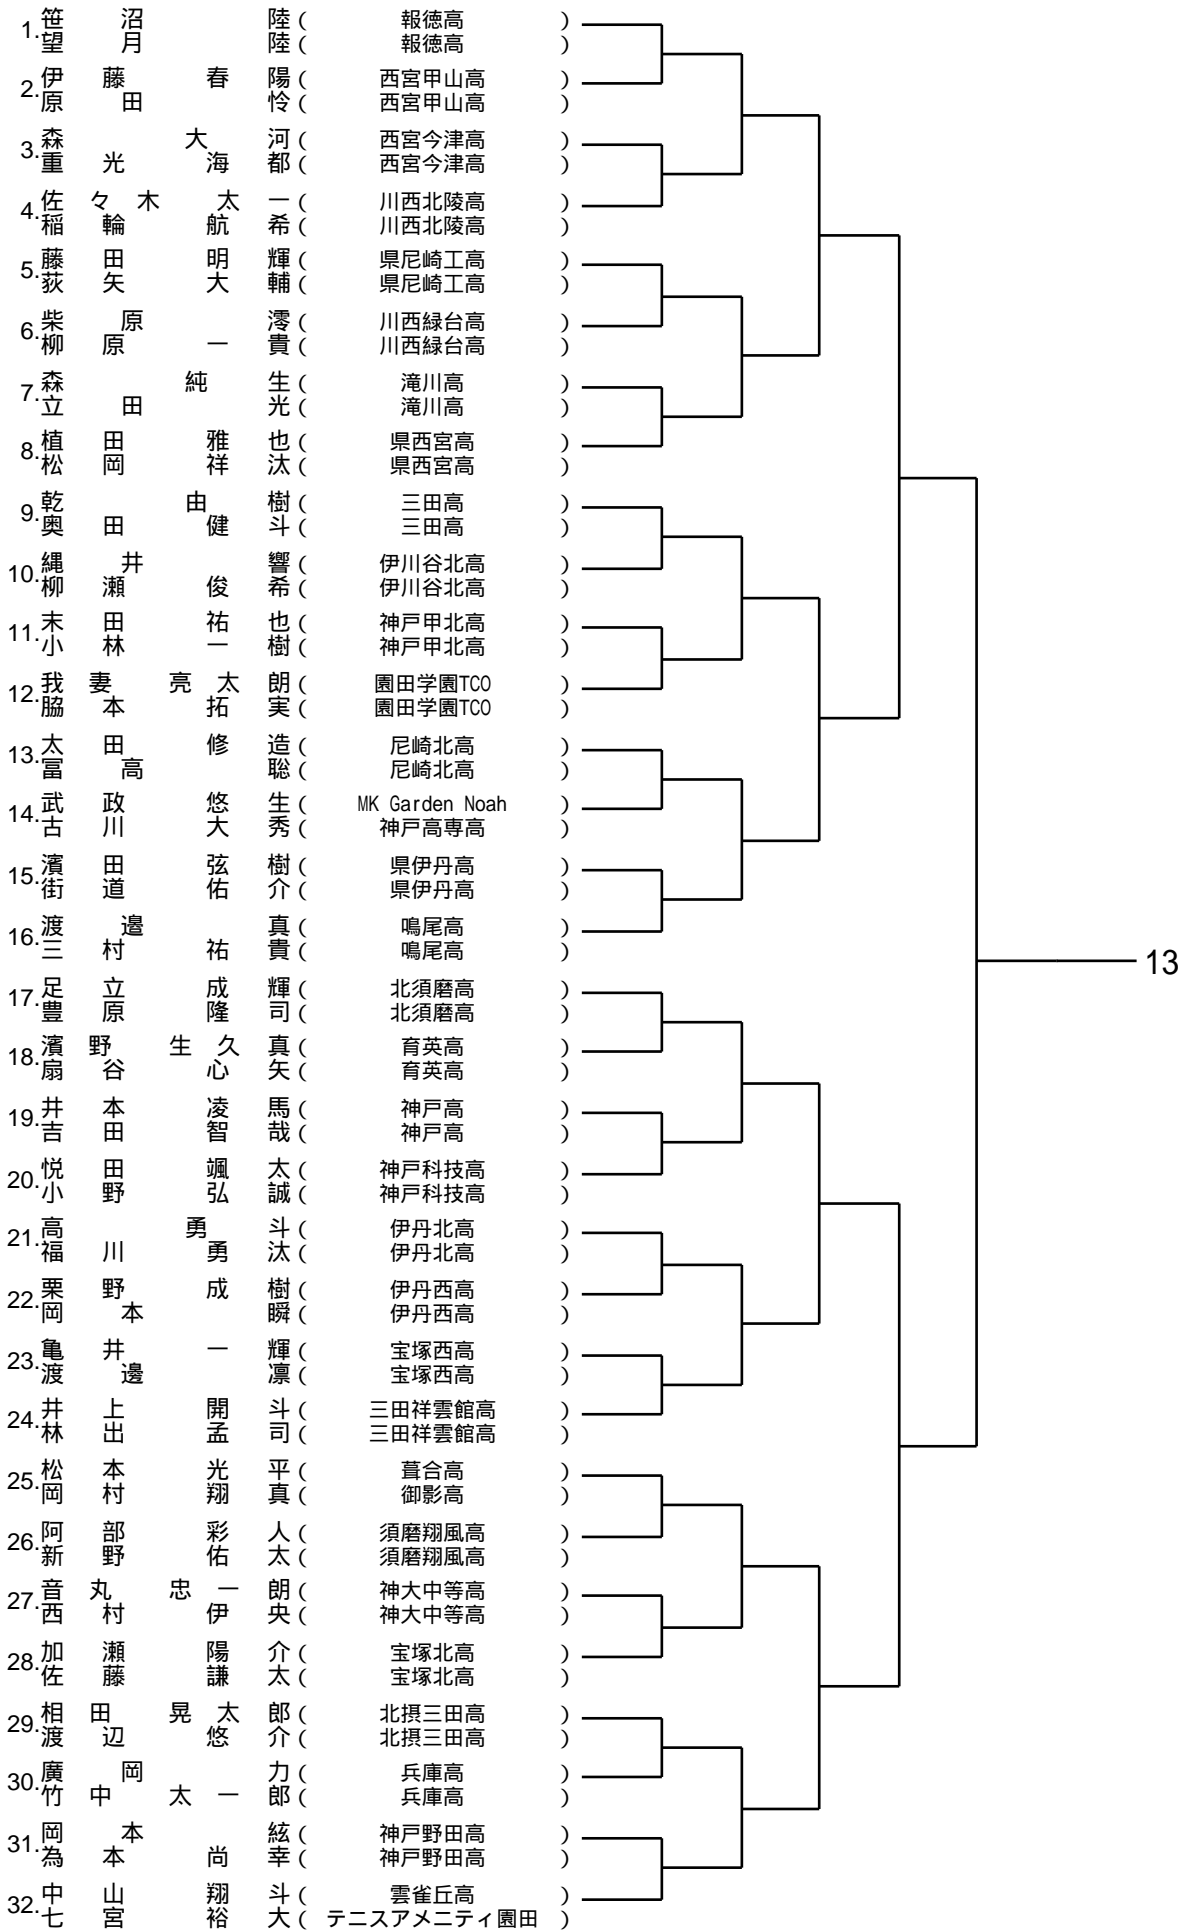 1. 笹沼 陸 ( 報徳高 )
望月 陸 ( 報徳高 )
2. 伊藤 春陽 ( 西宮甲山高 )
原田 怜 ( 西宮甲山高 )
3. 森 大河 ( 西宮今津高 )
重光 海都 ( 西宮今津高 )
4. 佐々木 太一 ( 川西北陵高 )
稲輪 航希 ( 川西北陵高 )
5. 藤田 明輝 ( 県尼崎工高 )
荻矢 大輔 ( 県尼崎工高 )
6. 柴原 澪 ( 川西緑台高 )
柳原 一貴 ( 川西緑台高 )
7. 森 純生 ( 滝川高 )
立田 光 ( 滝川高 )
8. 植田 雅也 ( 県西宮高 )
松岡 祥汰 ( 県西宮高 )
9. 乾 由樹 ( 三田高 )
奥田 健斗 ( 三田高 )
10. 縄井 響 ( 伊川谷北高 )
柳瀬 俊希 ( 伊川谷北高 )
11. 末田 祐也 ( 神戸甲北高 )
小林 一樹 ( 神戸甲北高 )
12. 我妻 亮太朗 ( 園田学園TCO )
脇本 拓実 ( 園田学園TCO )
13. 太田 修造 ( 尼崎北高 )
冨高 聡 ( 尼崎北高 )
14. 武政 悠生 ( MK Garden Noah )
古川 大秀 ( 神戸高専高 )
15. 濱田 弦樹 ( 県伊丹高 )
街道 佑介 ( 県伊丹高 )
16. 渡邉 真 ( 鳴尾高 )
三村 祐貴 ( 鳴尾高 )
13
17. 足立 成輝 ( 北須磨高 )
豊原 隆司 ( 北須磨高 )
18. 濱野 生久真 ( 育英高 )
扇谷 心矢 ( 育英高 )
19. 井本 凌馬 ( 神戸高 )
吉田 智哉 ( 神戸高 )
20. 悦田 颯太 ( 神戸科技高 )
小野 弘誠 ( 神戸科技高 )
21. 高 勇斗 ( 伊丹北高 )
福川 勇汰 ( 伊丹北高 )
22. 栗野 成樹 ( 伊丹西高 )
岡本 瞬 ( 伊丹西高 )
23. 亀井 一輝 ( 宝塚西高 )
渡邊 凛 ( 宝塚西高 )
24. 井上 開斗 ( 三田祥雲館高 )
林出 孟司 ( 三田祥雲館高 )
25. 松本 光平 ( 葺合高 )
岡村 翔真 ( 御影高 )
26. 阿部 彩人 ( 須磨翔風高 )
新野 佑太 ( 須磨翔風高 )
27. 音丸 忠一朗 ( 神大中等高 )
西村 伊央 ( 神大中等高 )
28. 加瀬 陽介 ( 宝塚北高 )
佐藤 謙太 ( 宝塚北高 )
29. 相田 晃太郎 ( 北摂三田高 )
渡辺 悠介 ( 北摂三田高 )
30. 廣岡 力 ( 兵庫高 )
竹中 太一郎 ( 兵庫高 )
31. 岡本 絃 ( 神戸野田高 )
為本 尚幸 ( 神戸野田高 )
32. 中山 翔斗 ( 雲雀丘高 )
七宮 裕大 ( テニスアメニティ園田 )